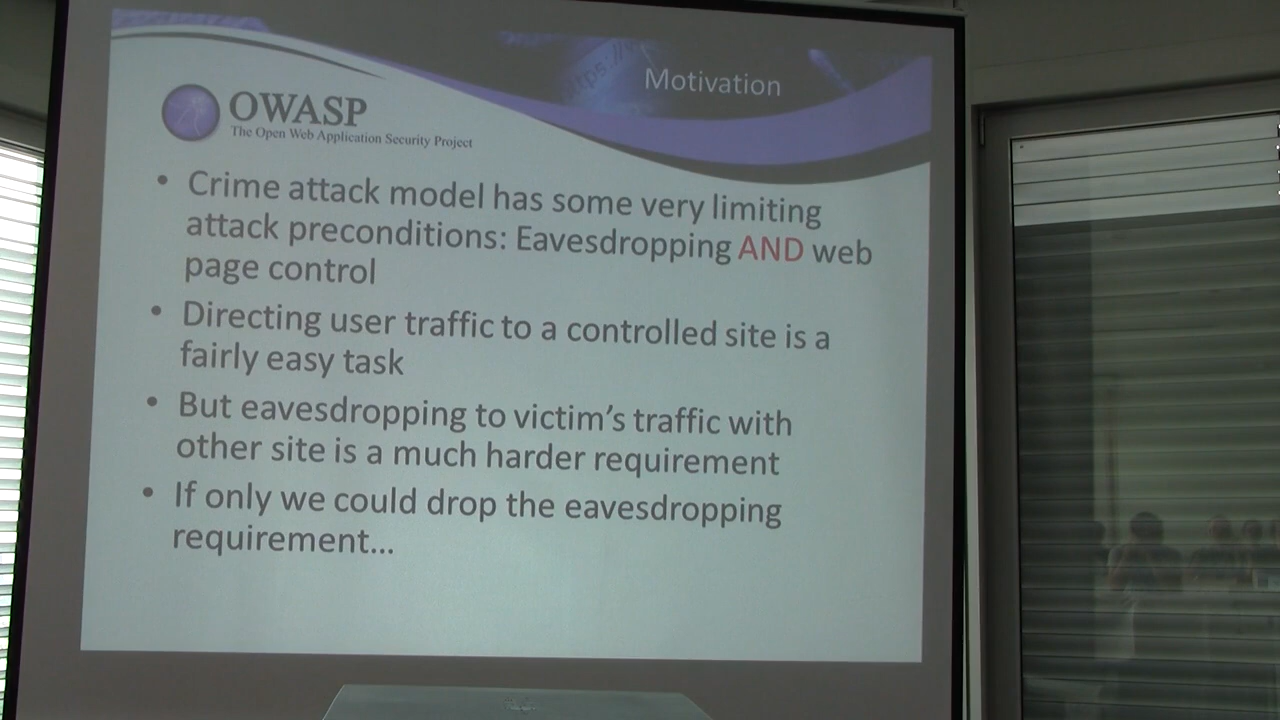 Motivation
OWASP
The Open Web Application Security Project
• Crime attack model has some very limiting
attack preconditions: Eavesdropping AND web
page control
• Directing user traffic to a controlled site is a
fairly easy task
• But eavesdropping to victim's traffic with
other site is a much harder requirement
• If only we could drop the eavesdropping
requirement...